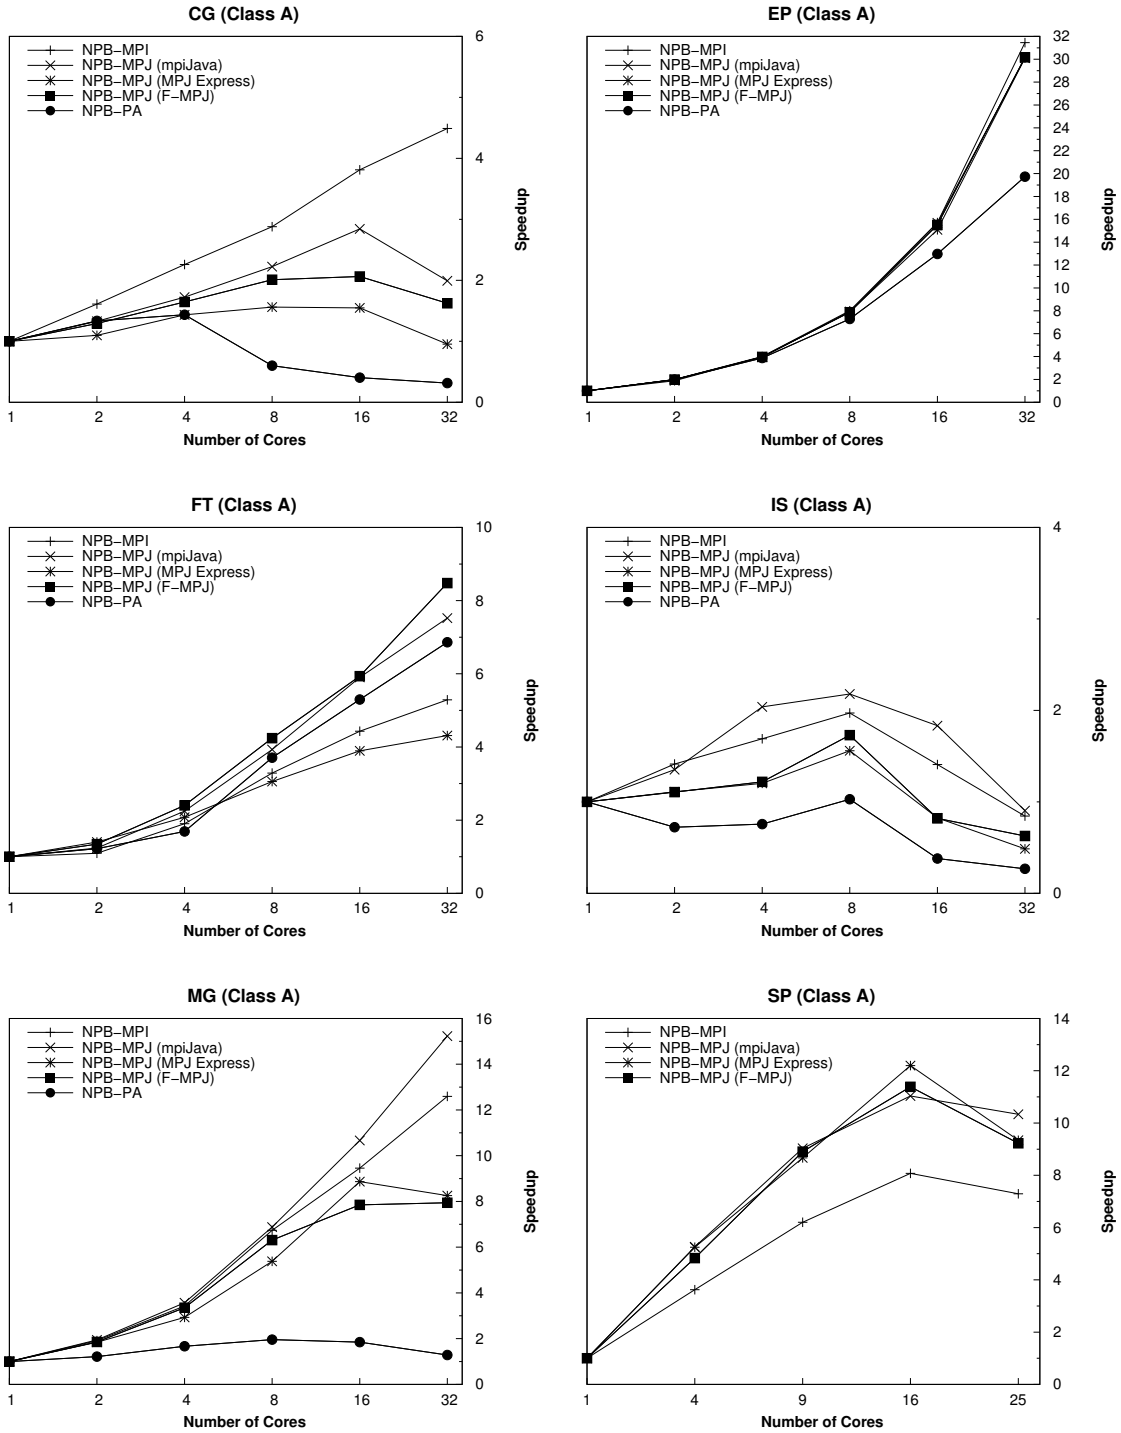 CG (Class A)
NPB−MPI
NPB−MPJ (mpiJava)
NPB−MPJ (MPJ Express)
NPB−MPJ (F−MPJ)
NPB−PA
6
4
2
0
Speedup
1 2 4 8 16 32
Number of Cores
EP (Class A)
NPB−MPI
NPB−MPJ (mpiJava)
NPB−MPJ (MPJ Express)
NPB−MPJ (F−MPJ)
NPB−PA
32
30
28
26
24
22
20
18
16
14
12
10
8
6
4
2
0
Speedup
1 2 4 8 16 32
Number of Cores
FT (Class A)
NPB−MPI
NPB−MPJ (mpiJava)
NPB−MPJ (MPJ Express)
NPB−MPJ (F−MPJ)
NPB−PA
10
8
6
4
2
0
Speedup
1 2 4 8 16 32
Number of Cores
IS (Class A)
NPB−MPI
NPB−MPJ (mpiJava)
NPB−MPJ (MPJ Express)
NPB−MPJ (F−MPJ)
NPB−PA
4
2
0
Speedup
1 2 4 8 16 32
Number of Cores
MG (Class A)
NPB−MPI
NPB−MPJ (mpiJava)
NPB−MPJ (MPJ Express)
NPB−MPJ (F−MPJ)
NPB−PA
16
14
12
10
8
6
4
2
0
Speedup
1 2 4 8 16 32
Number of Cores
SP (Class A)
NPB−MPI
NPB−MPJ (mpiJava)
NPB−MPJ (MPJ Express)
NPB−MPJ (F−MPJ)
14
12
10
8
6
4
2
0
Speedup
1 4 9 16 25
Number of Cores